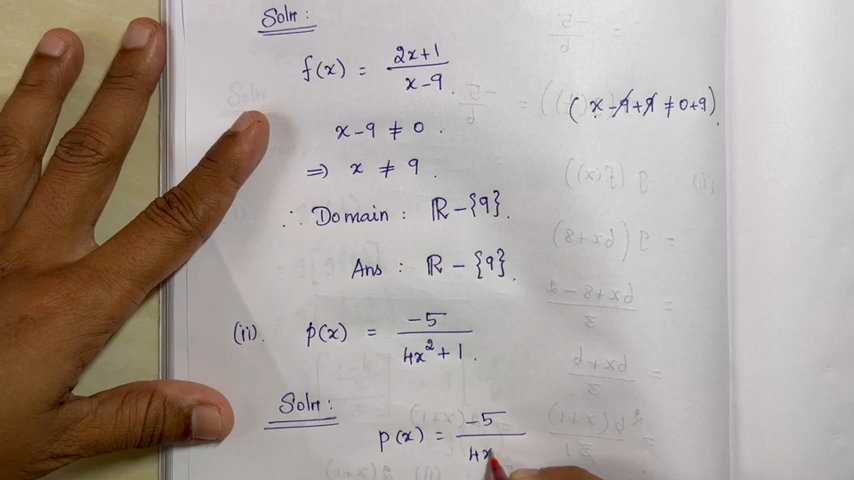 Soln:
f(x) = 2x+1 / x-9.
x-9 ≠ 0. (x-9+9 ≠ 0+9).
⇒ x ≠ 9.
∴ Domain : ℝ-{9}.
Ans : ℝ-{9}.
(ii). p(x) = -5 / 4x²+1.
Soln:
p(x) = -5 / 4x